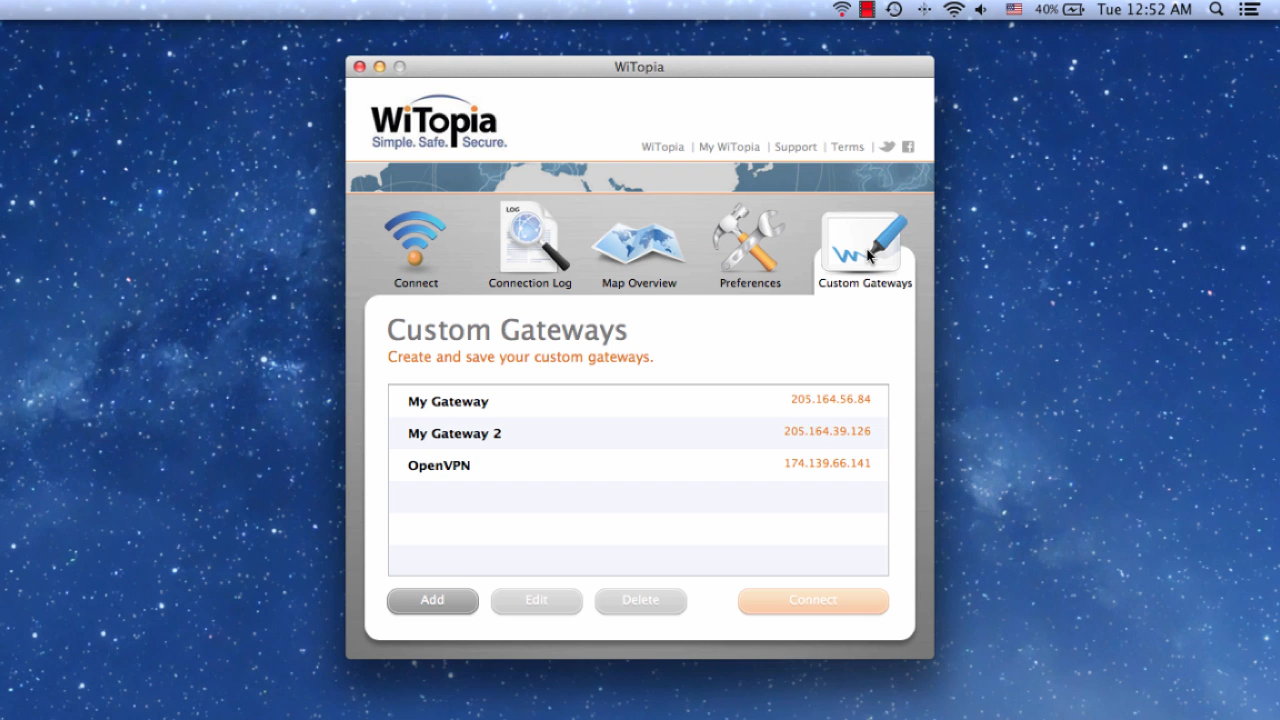 40% Tue 12:52 AM
WiTopia
WiTopia
Simple. Safe. Secure.
WiTopia | My WiTopia | Support | Terms |
LOG
Connect Connection Log Map Overview Preferences Custom Gateways
Custom Gateways
Create and save your custom gateways.
My Gateway 205.164.56.84
My Gateway 2 205.164.39.126
OpenVPN 174.139.66.141
Add Edit Delete Connect